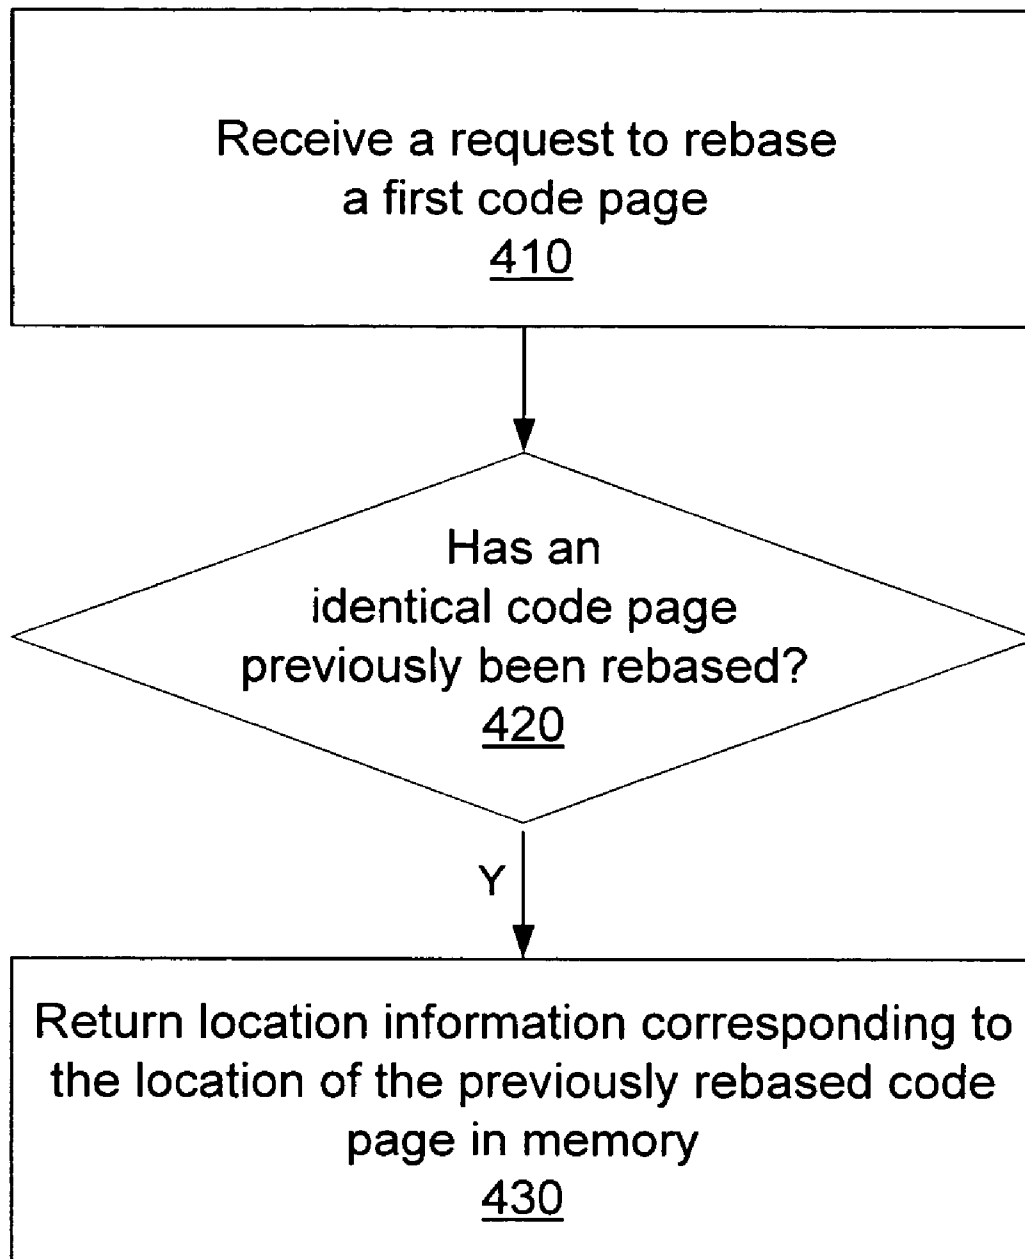 Receive a request to rebase
a first code page
410
Has an
identical code page
previously been rebased?
420
Y
Return location information corresponding to
the location of the previously rebased code
page in memory
430